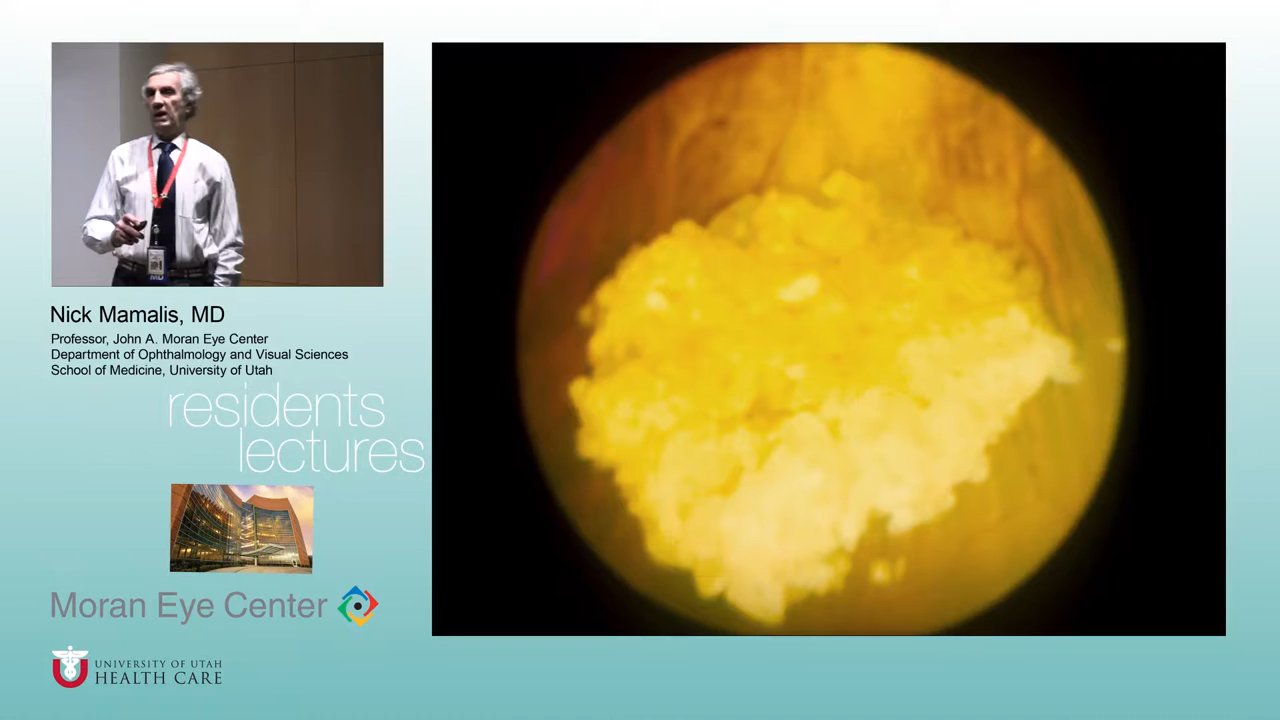 Nick Mamalis, MD
Professor, John A. Moran Eye Center
Department of Ophthalmology and Visual Sciences
School of Medicine, University of Utah
residents
lectures
Moran Eye Center
UNIVERSITY OF UTAH
HEALTH CARE
MD